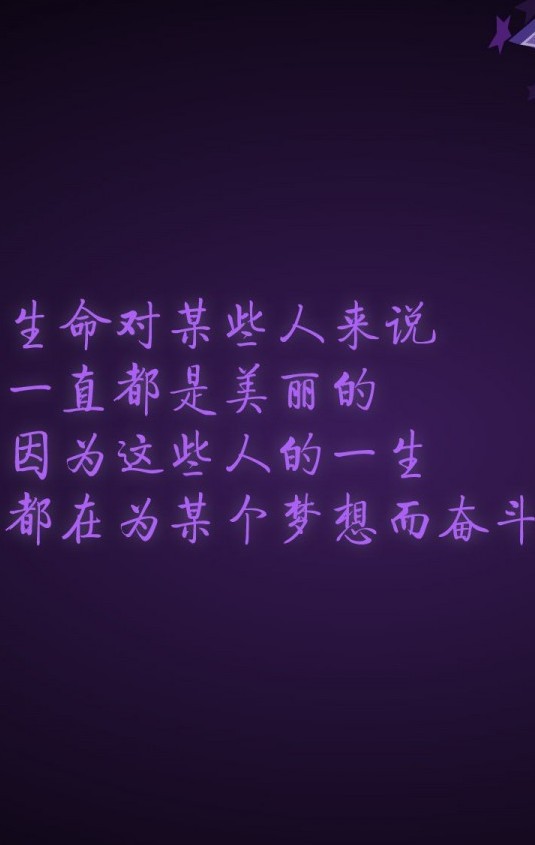 生命对某些人来说
一直都是美丽的
因为这些人的一生
都在为某个梦想而奋斗